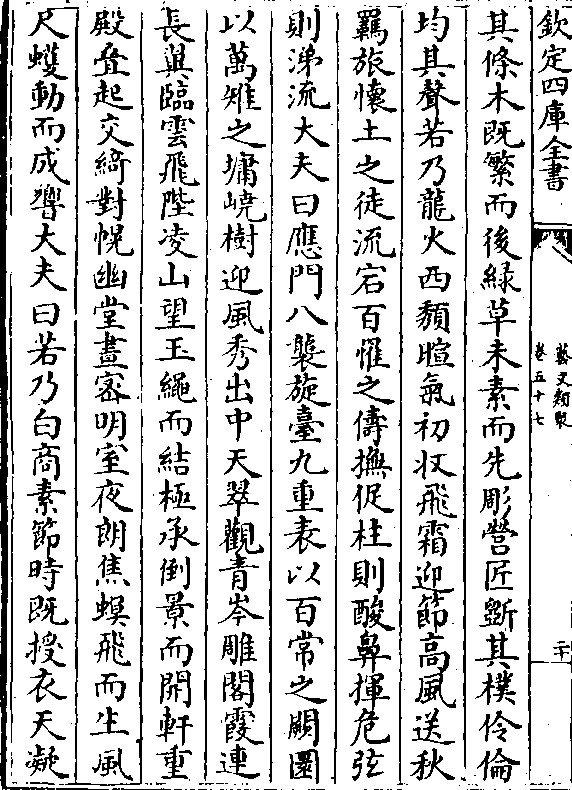 欽定四庫全書
藝文類聚
卷五十七
二十
其條木既繁而後綠草未素而先彫營匠斲其樸伶倫
均其聲若乃龍火西頹暄氣初收飛霜迎節高風送秋
羈旅懷土之徒流宕百罹之儔撫促柱則酸鼻揮危弦
則涕流大夫曰應門八襲旋臺九重表以百常之闕圜
以萬雉之墉嶢樹迎風秀出中天翠觀青岑雕閣霞連
長㔶臨雲飛陛凌山望玉繩而結極承倒景而開軒重
殿疊起交綺對幌幽堂晝宻明室夜朗焦螟飛而生風
尺蠖動而成響大夫曰若乃白商素節時既授衣天凝